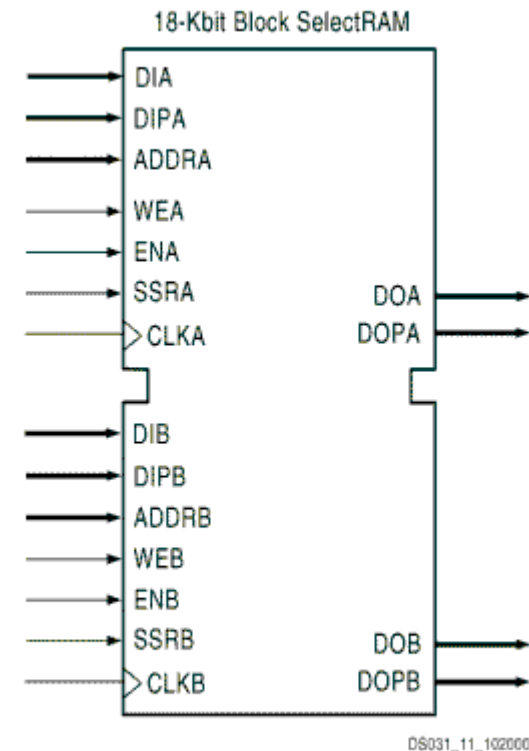 18-Kbit Block SelectRAM
DIA
DIPA
ADDRA
WEA
ENA
SSRA
DOA
CLKA
DOPA
DIB
DIPB
ADDRB
WEB
ENB
SSRB
DOB
CLKB
DOPB
DS031_11_102000